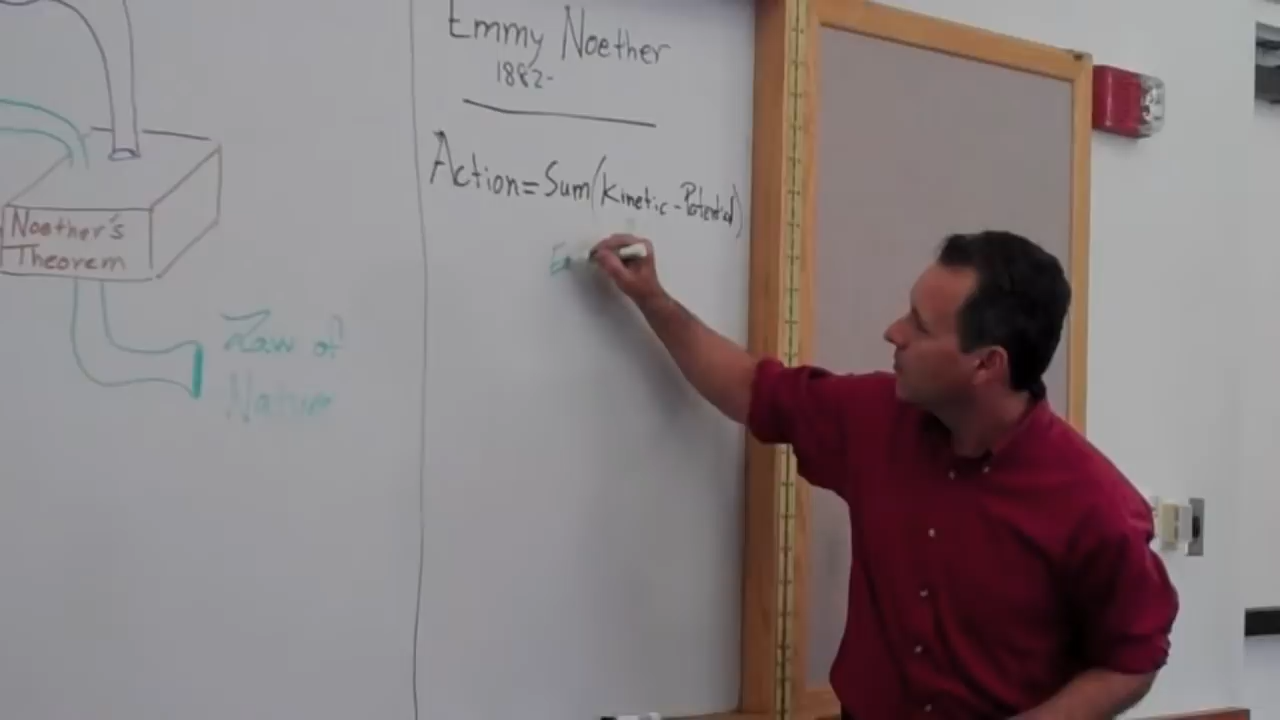 Noether's
Theorem
Law of
Nature
Emmy Noether
1882-
Action=Sum(Kinetic-Potential)